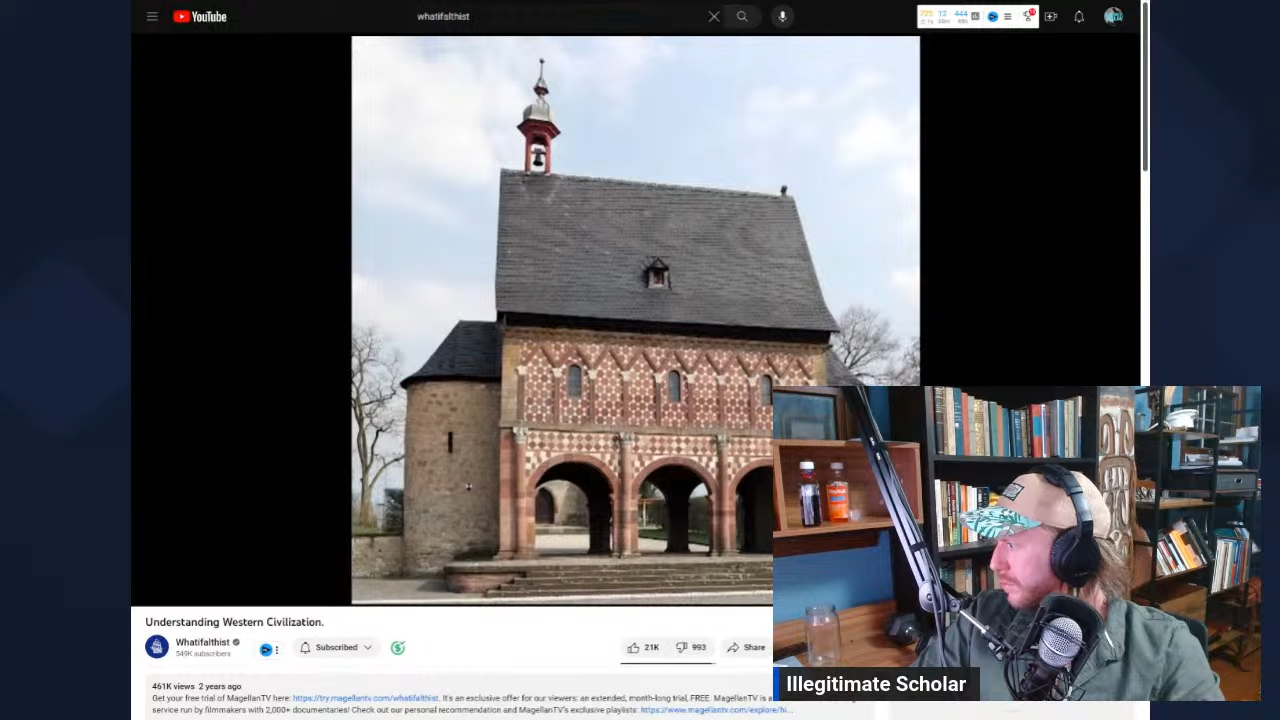 YouTube
whatifalthist
725 12 444
Understanding Western Civilization.
Whatifalthist
549K subscribers
Subscribed
21K 993 Share
461K views 2 years ago
Get your free trial of MagellanTV here: https://try.magellantv.com/whatifalthist. It's an exclusive offer for our viewers: an extended, month-long trial, FREE. MagellanTV is a
service run by filmmakers with 2,000+ documentaries! Check out our personal recommendation and MagellanTV's exclusive playlists: https://www.magellantv.com/explore/hi...
Illegitimate Scholar